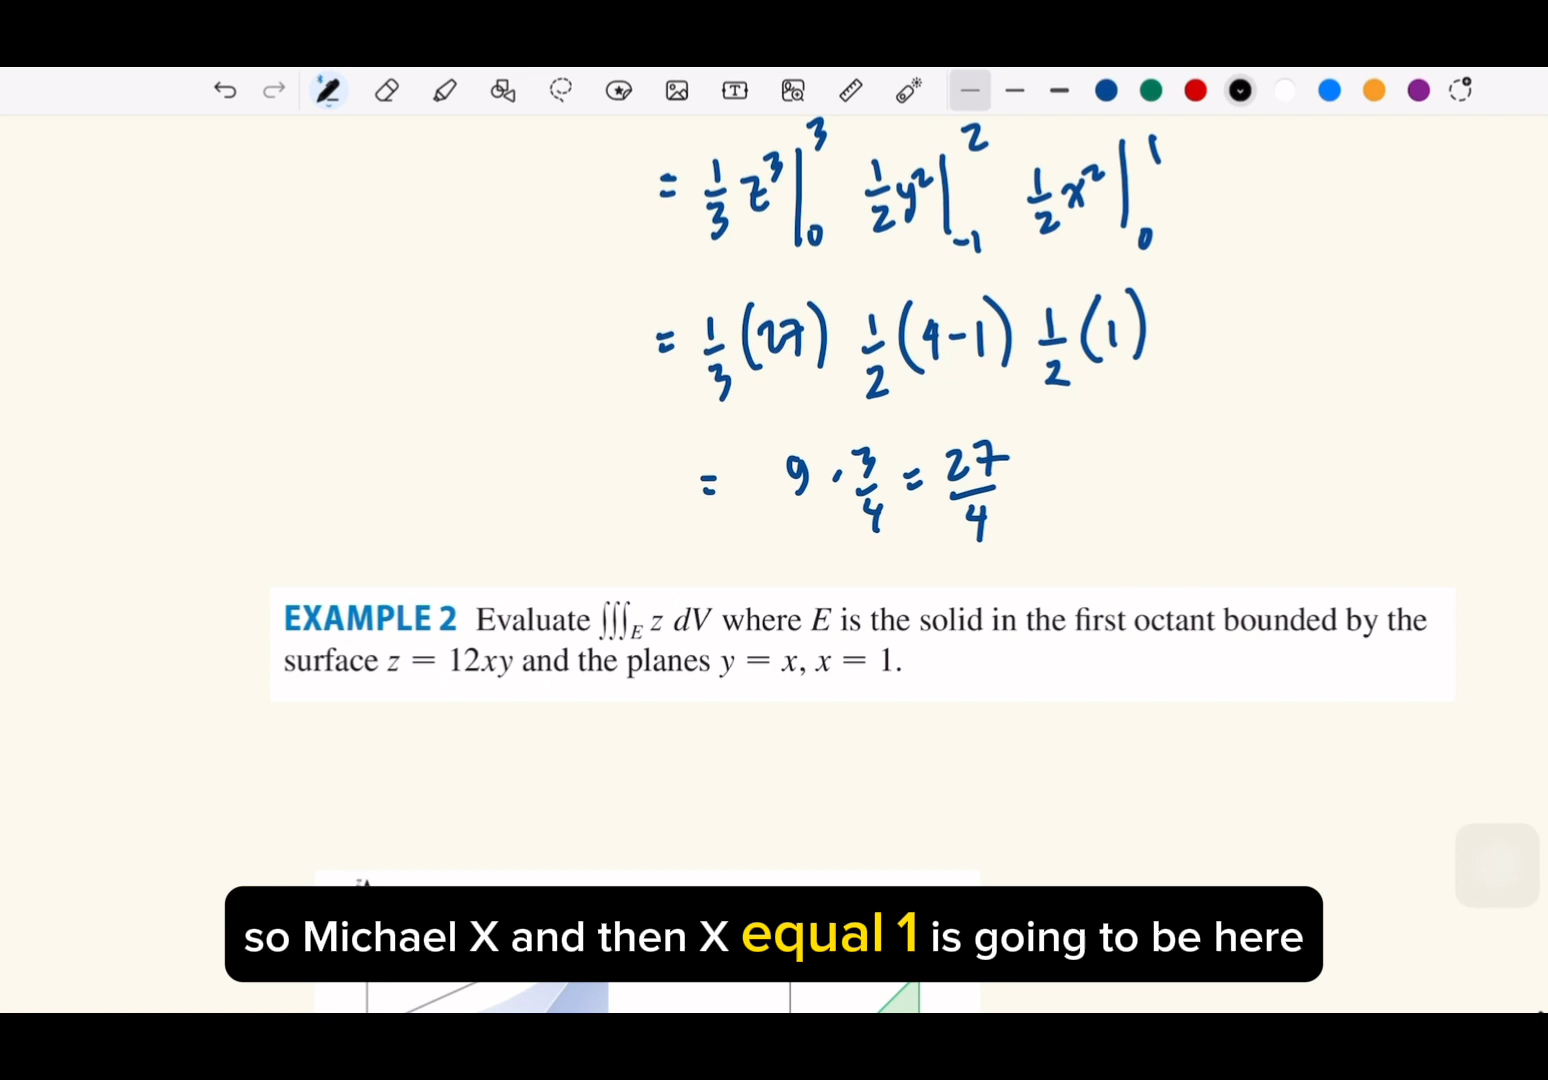 = 1/3 z³ |₀³ 1/2 y² |₋₁² 1/2 x² |₀¹
= 1/3 (27) 1/2 (4-1) 1/2 (1)
= 9 · 3/4 = 27/4
EXAMPLE 2 Evaluate ∭_E z dV where E is the solid in the first octant bounded by the
surface z = 12xy and the planes y = x, x = 1.
z
so Michael X and then X equal 1 is going to be here